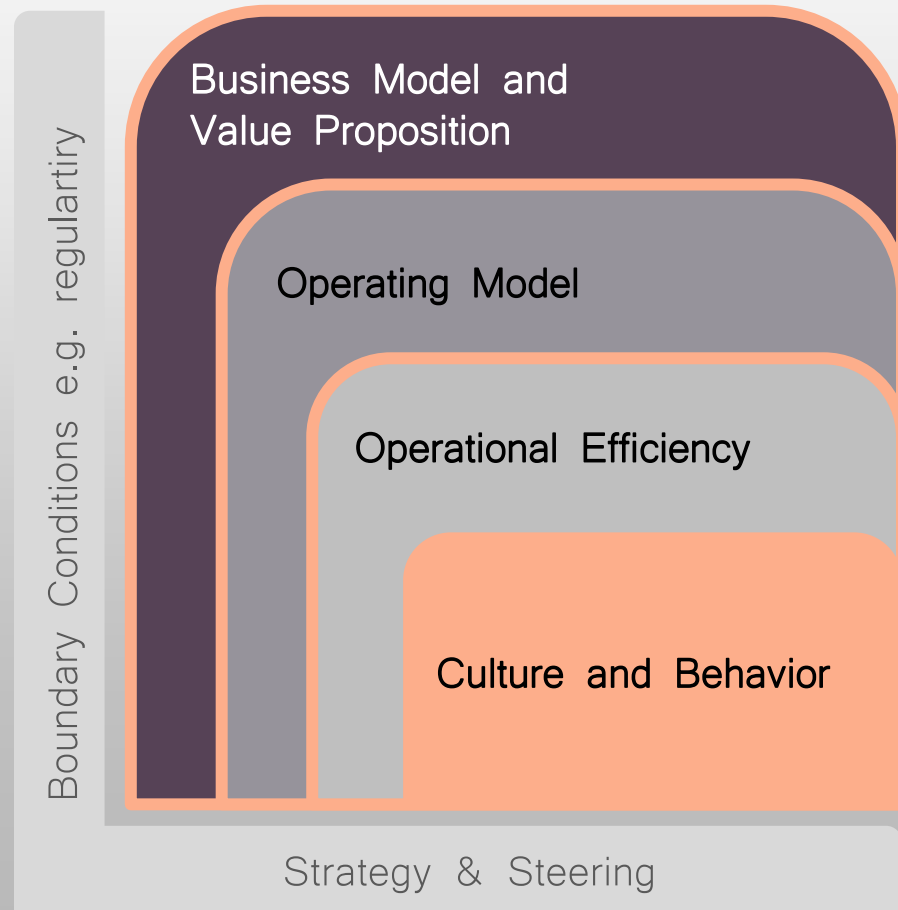 Business Model and
Value Proposition
Operating Model
Operational Efficiency
Culture and Behavior
Boundary Conditions e.g. regulartiry
Strategy & Steering